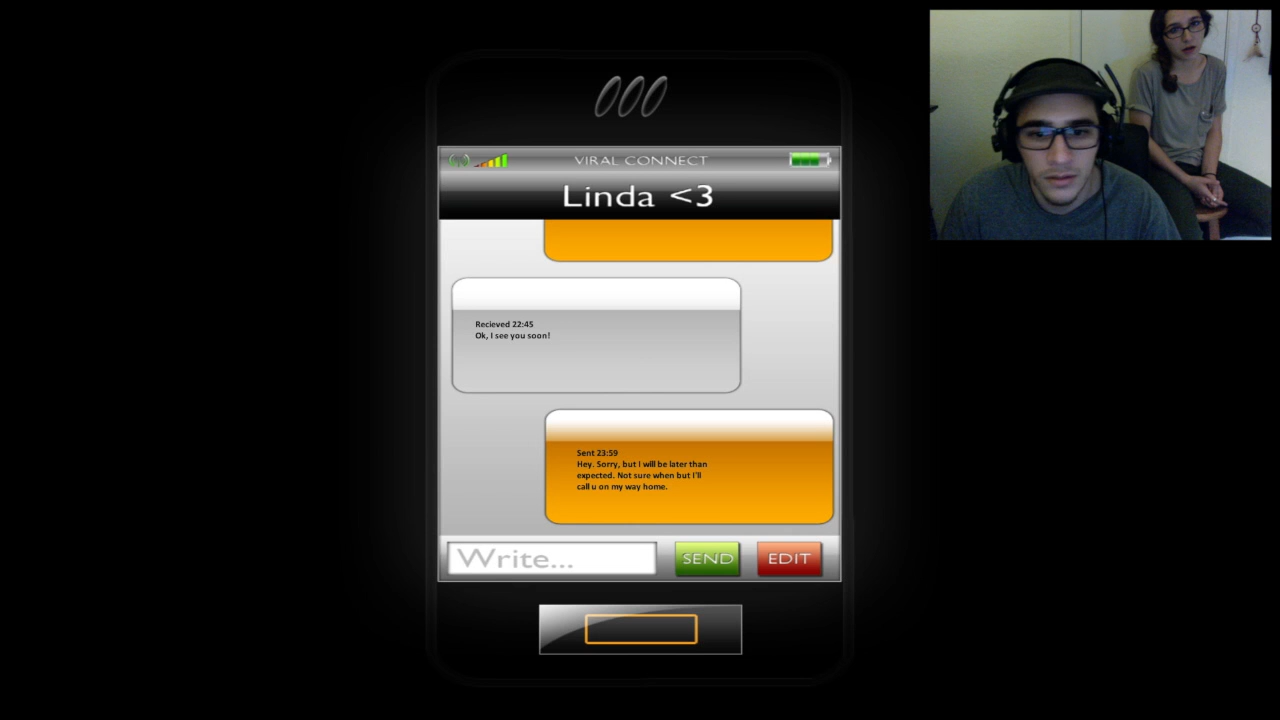 VIRAL CONNECT
Linda <3
Recieved 22:45
Ok, I see you soon!
Sent 23:59
Hey. Sorry, but I will be later than
expected. Not sure when but I'll
call u on my way home.
Write...
SEND
EDIT